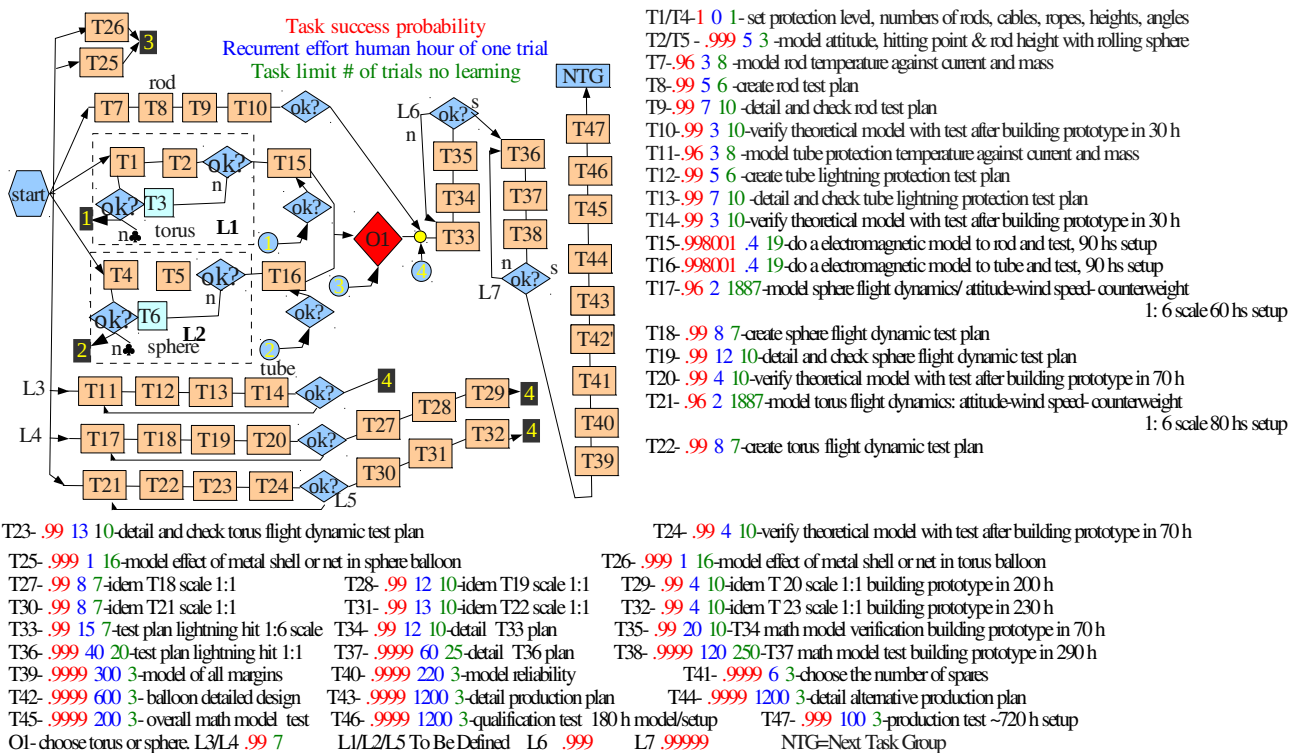 Task success probability
Recurrent effort human hour of one trial
Task limit # of trials no learning
T26
3
T25
rod
T7 T8 T9 T10 ok?
T1 T2 ok? T15
n
start
ok? T3
ok?
1
n♣ torus L1
1
O1
T4 T5 ok? T16
n
3
4
ok? T6 L2
ok?
2
n♣ sphere
2
tube
L3 T11 T12 T13 T14 ok? 4
L4 T17 T18 T19 T20 ok? T27 T28 T29 4
T21 T22 T23 T24 ok? L5 T30 T31 T32 4
L6 ok? s
n
T35
T34
T33
T36
T37
T38
n ok? s
L7
NTG
T47
T46
T45
T44
T43
T42'
T41
T40
T39
T1/T4-1 0 1- set protection level, numbers of rods, cables, ropes, heights, angles
T2/T5 - .999 5 3 -model attitude, hitting point & rod height with rolling sphere
T7-.96 3 8 -model rod temperature against current and mass
T8-.99 5 6 -create rod test plan
T9-.99 7 10 -detail and check rod test plan
T10-.99 3 10-verify theoretical model with test after building prototype in 30 h
T11-.96 3 8 -model tube protection temperature against current and mass
T12-.99 5 6- create tube lightning protection test plan
T13-.99 7 10 -detail and check tube lightning protection test plan
T14-.99 3 10-verify theoretical model with test after building prototype in 30 h
T15-.998001 .4 19-do a electromagnetic model to rod and test, 90 hs setup
T16-.998001 .4 19-do a electromagnetic model to tube and test, 90 hs setup
T17-.96 2 1887-model sphere flight dynamics/ attitude-wind speed- counterweight
1: 6 scale 60 hs setup
T18- .99 8 7-create sphere flight dynamic test plan
T19- .99 12 10-detail and check sphere flight dynamic test plan
T20- .99 4 10-verify theoretical model with test after building prototype in 70 h
T21- .96 2 1887-model torus flight dynamics: attitude-wind speed- counterweight
1: 6 scale 80 hs setup
T22- .99 8 7-create torus flight dynamic test plan
T23- .99 13 10-detail and check torus flight dynamic test plan
T24- .99 4 10-verify theoretical model with test after building prototype in 70 h
T25- .999 1 16-model effect of metal shell or net in sphere balloon
T26- .999 1 16-model effect of metal shell or net in torus balloon
T27- .99 8 7-idem T18 scale 1:1
T28- .99 12 10-idem T19 scale 1:1
T29- .99 4 10-idem T 20 scale 1:1 building prototype in 200 h
T30- .99 8 7-idem T21 scale 1:1
T31- .99 13 10-idem T22 scale 1:1
T32- .99 4 10-idem T 23 scale 1:1 building prototype in 230 h
T33- .99 15 7-test plan lightning hit 1:6 scale
T34- .99 12 10-detail T33 plan
T35- .99 20 10-T34 math model verification building prototype in 70 h
T36- .999 40 20-test plan lightning hit 1:1
T37- .9999 60 25-detail T36 plan
T38- .9999 120 250-T37 math model test building prototype in 290 h
T39- .9999 300 3-model of all margins
T40- .9999 220 3-model reliability
T41- .9999 6 3-choose the number of spares
T42- .9999 600 3- balloon detailed design
T43- .9999 1200 3-detail production plan
T44- .9999 1200 3-detail alternative production plan
T45- .9999 200 3- overall math model test
T46- .9999 1200 3-qualification test 180 h model/setup
T47- .999 100 3-production test ~720 h setup
O1- choose torus or sphere. L3/L4 .99 7
L1/L2/L5 To Be Defined
L6 .999
L7 .99999
NTG=Next Task Group